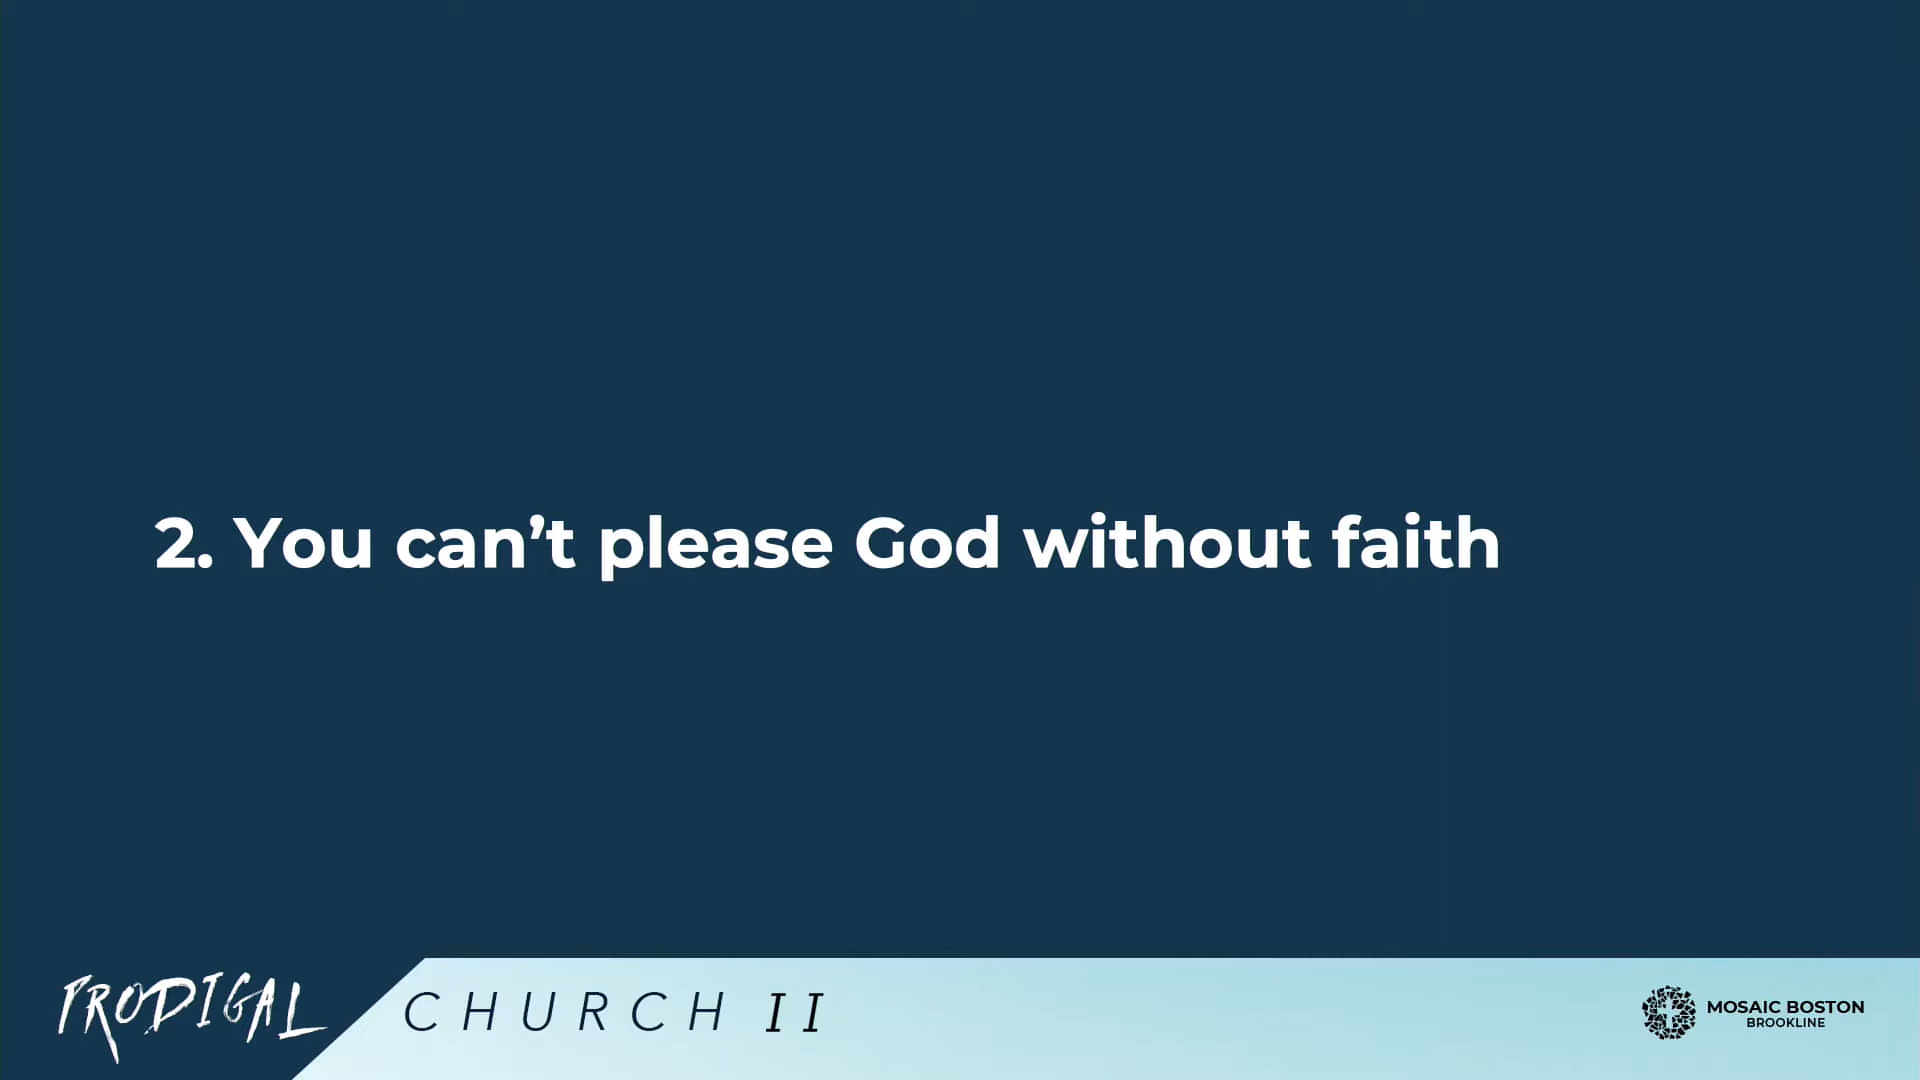 2. You can’t please God without faith
PRODIGAL CHURCH II
MOSAIC BOSTON
BROOKLINE